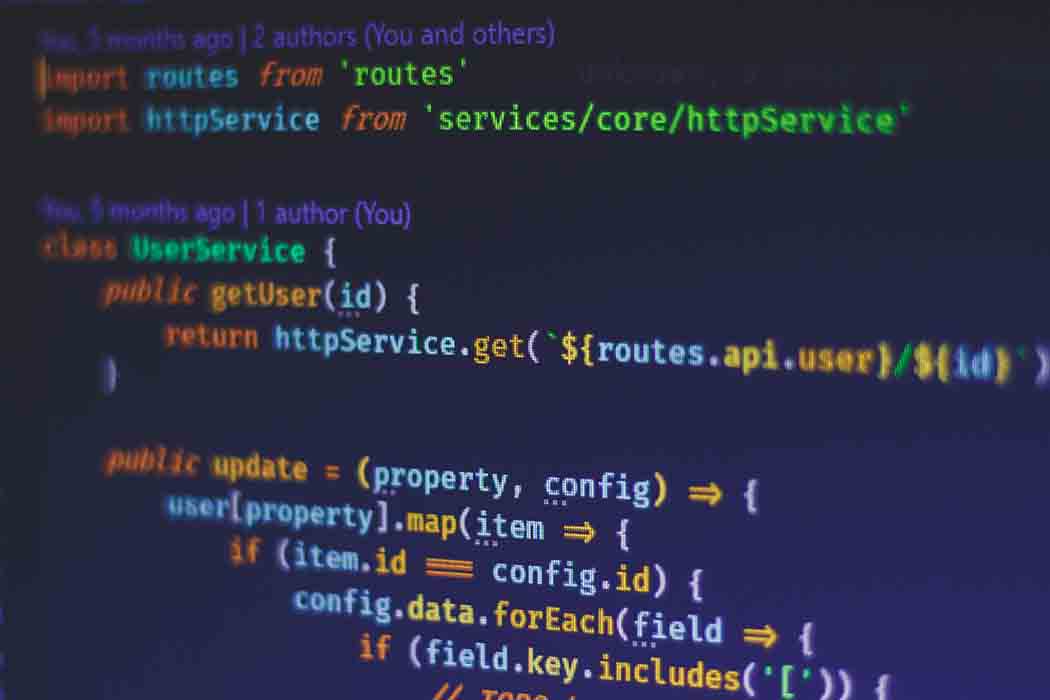 You, 5 months ago | 2 authors (You and others)
import routes from 'routes'
import httpService from 'services/core/httpService'
You, 5 months ago | 1 author (You)
class UserService {
public getUser(id) {
return httpService.get(`${routes.api.user}/${id}`)
}
public update = (property, config) => {
user[property].map(item => {
if (item.id === config.id) {
config.data.forEach(field => {
if (field.key.includes('[')) {
//